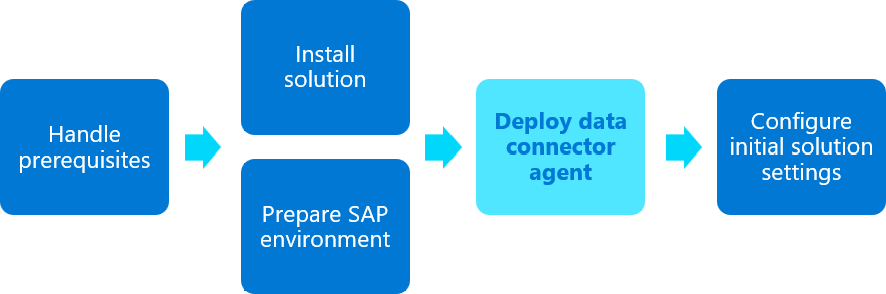 Handle
prerequisites
Install
solution
Prepare SAP
environment
Deploy data
connector
agent
Configure
initial solution
settings